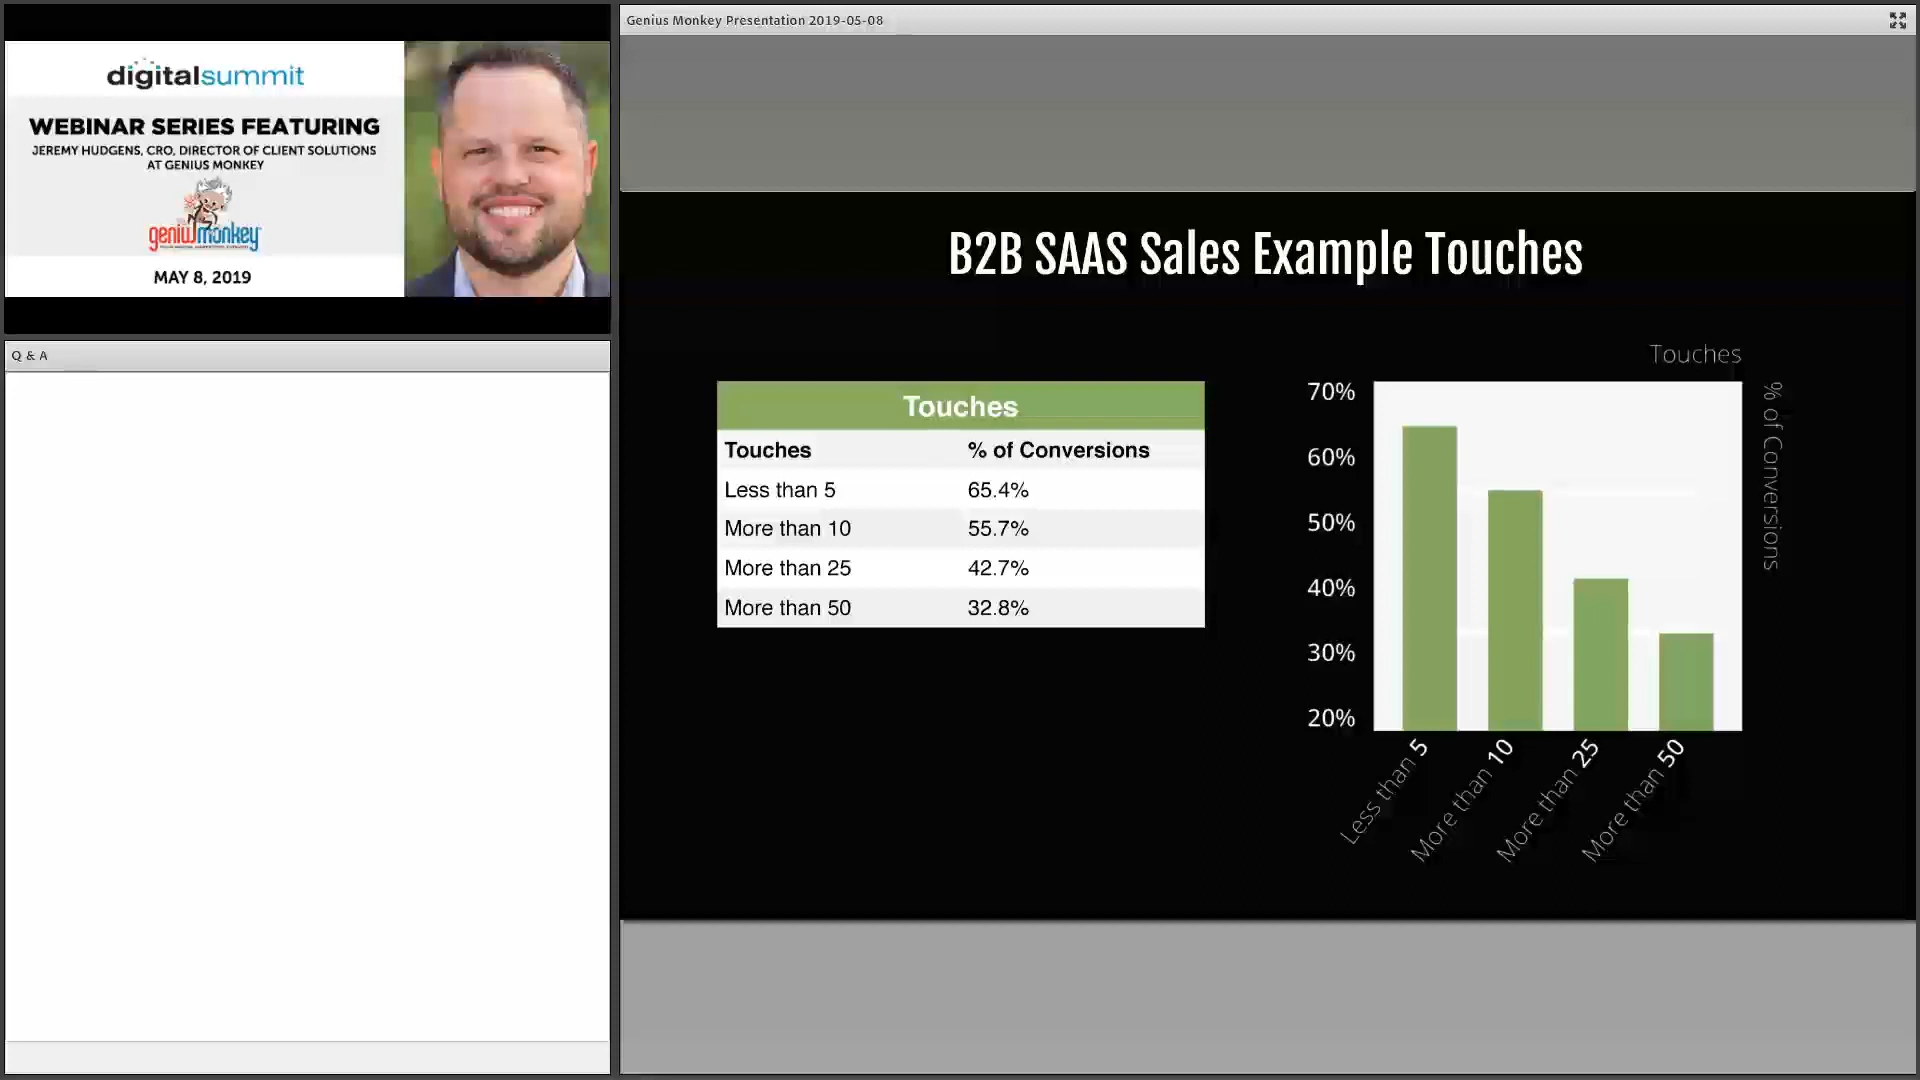 digitalsummit
WEBINAR SERIES FEATURING
JEREMY HUDGENS, CRO, DIRECTOR OF CLIENT SOLUTIONS
AT GENIUS MONKEY
geniusmonkey
MAY 8, 2019
Q & A
Genius Monkey Presentation 2019-05-08
B2B SAAS Sales Example Touches
Touches
Touches % of Conversions
Less than 5 65.4%
More than 10 55.7%
More than 25 42.7%
More than 50 32.8%
Touches
% of Conversions
70%
60%
50%
40%
30%
20%
Less than 5
More than 10
More than 25
More than 50